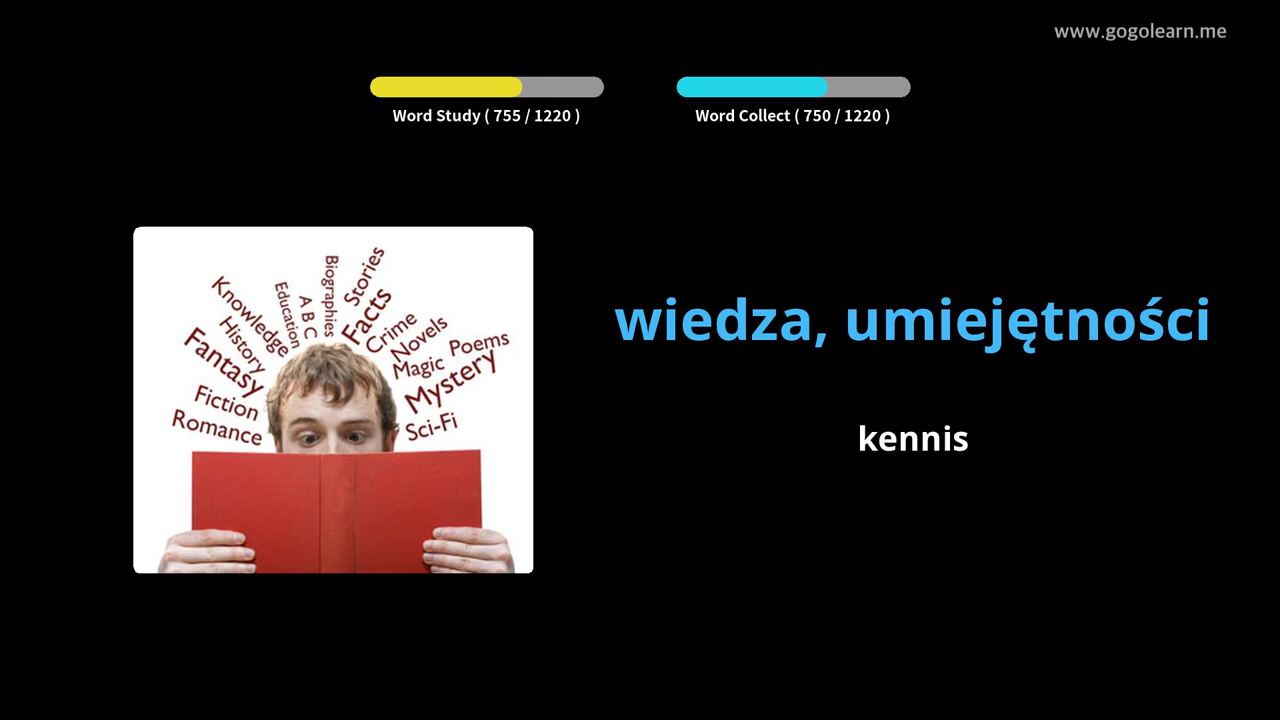 www.gogolearn.me
Word Study ( 755 / 1220 )
Word Collect ( 750 / 1220 )
Knowledge
History
Fantasy
Fiction
Romance
Education
A B C
Biographies
Stories
Facts
Crime
Novels
Magic
Poems
Mystery
Sci-Fi
wiedza, umiejętności
kennis